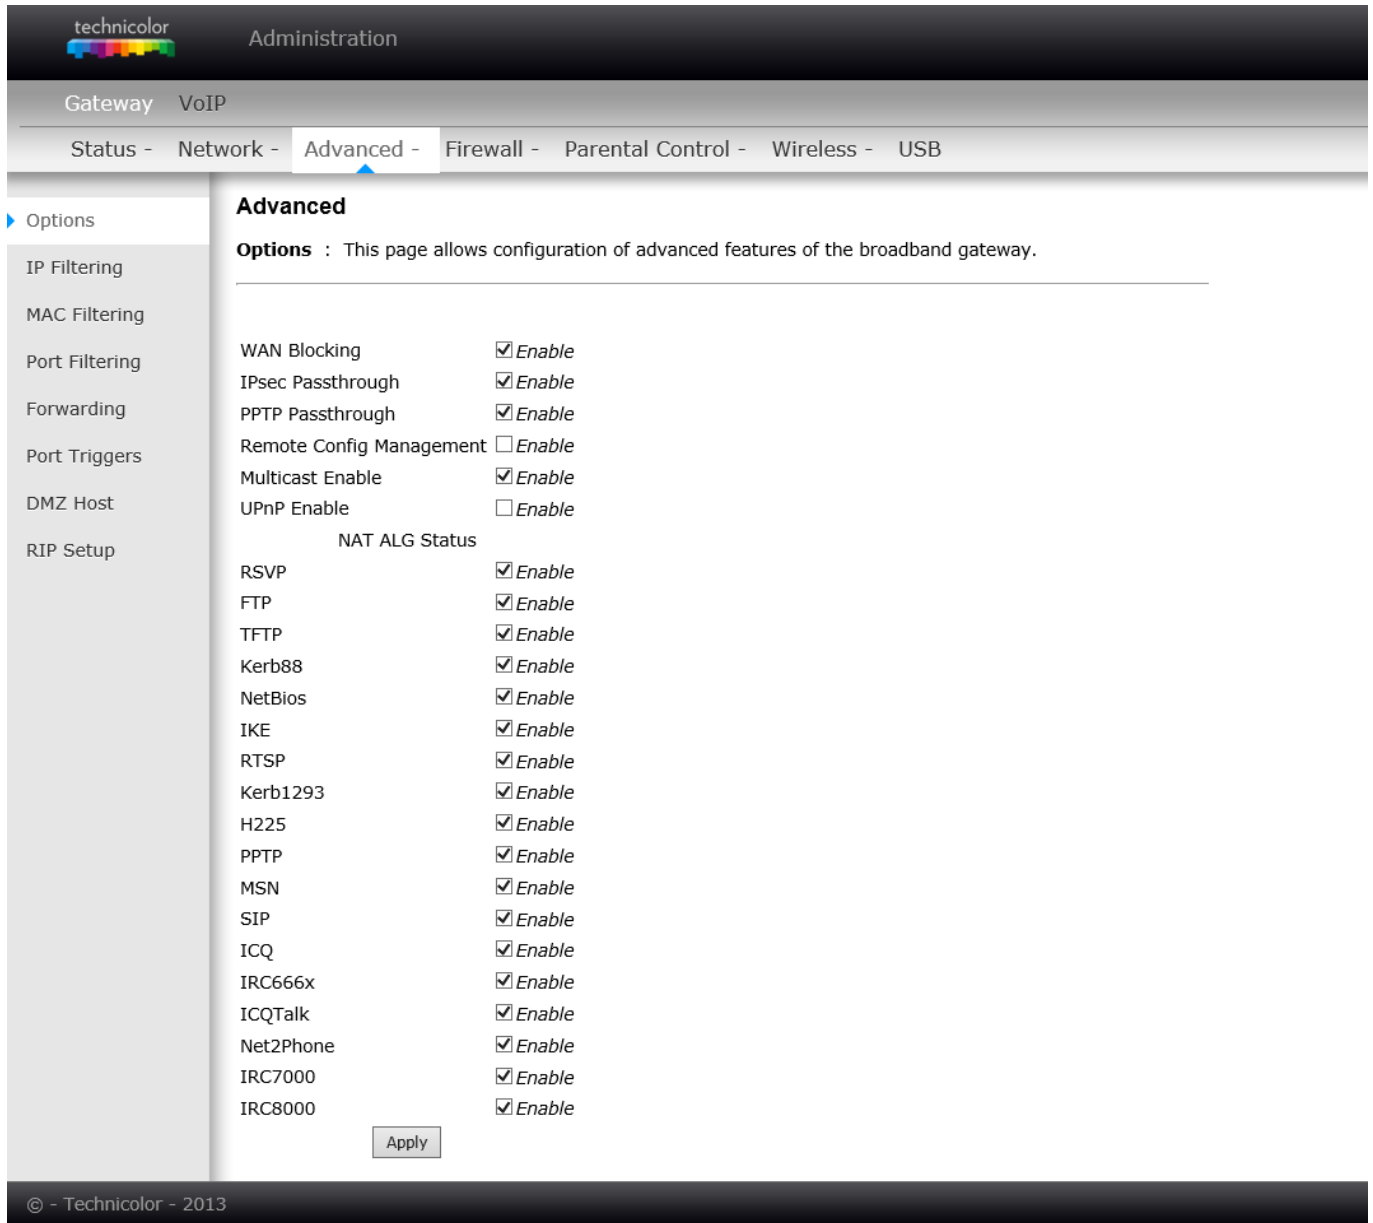 technicolor
Administration
Gateway VoIP
Status - Network - Advanced - Firewall - Parental Control - Wireless - USB
Options
IP Filtering
MAC Filtering
Port Filtering
Forwarding
Port Triggers
DMZ Host
RIP Setup
Advanced
Options : This page allows configuration of advanced features of the broadband gateway.
WAN Blocking Enable
IPsec Passthrough Enable
PPTP Passthrough Enable
Remote Config Management Enable
Multicast Enable Enable
UPnP Enable Enable
NAT ALG Status
RSVP Enable
FTP Enable
TFTP Enable
Kerb88 Enable
NetBios Enable
IKE Enable
RTSP Enable
Kerb1293 Enable
H225 Enable
PPTP Enable
MSN Enable
SIP Enable
ICQ Enable
IRC666x Enable
ICQTalk Enable
Net2Phone Enable
IRC7000 Enable
IRC8000 Enable
Apply
© - Technicolor - 2013